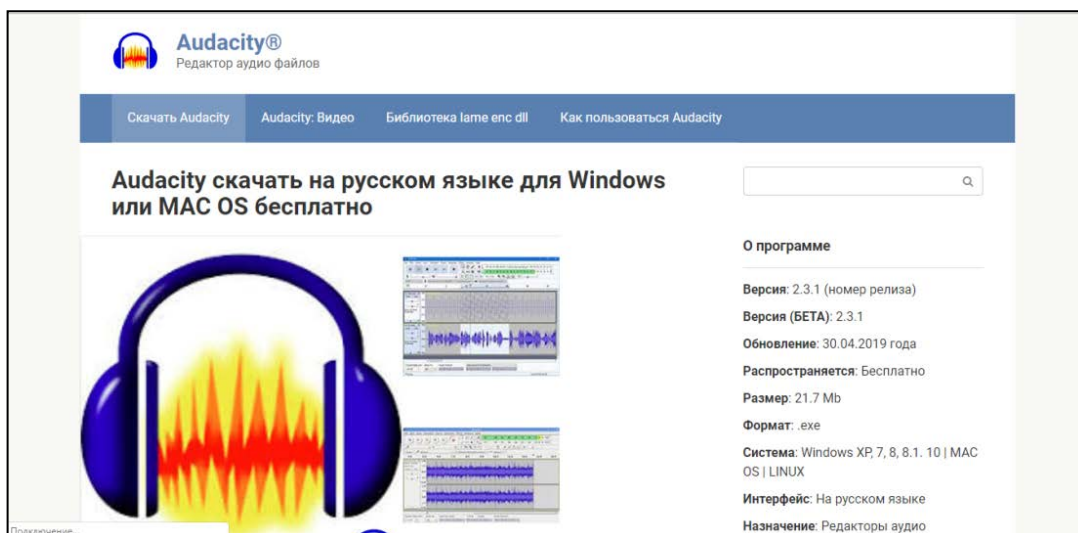 Audacity®
Редактор аудио файлов
Скачать Audacity
Audacity: Видео
Библиотека lame enc dll
Как пользоваться Audacity
Audacity скачать на русском языке для Windows
или MAC OS бесплатно
О программе
Версия: 2.3.1 (номер релиза)
Версия (БЕТА): 2.3.1
Обновление: 30.04.2019 года
Распространяется: Бесплатно
Размер: 21.7 Mb
Формат: .exe
Система: Windows XP, 7, 8, 8.1. 10 | MAC
OS | LINUX
Интерфейс: На русском языке
Назначение: Редакторы аудио
Подключение...